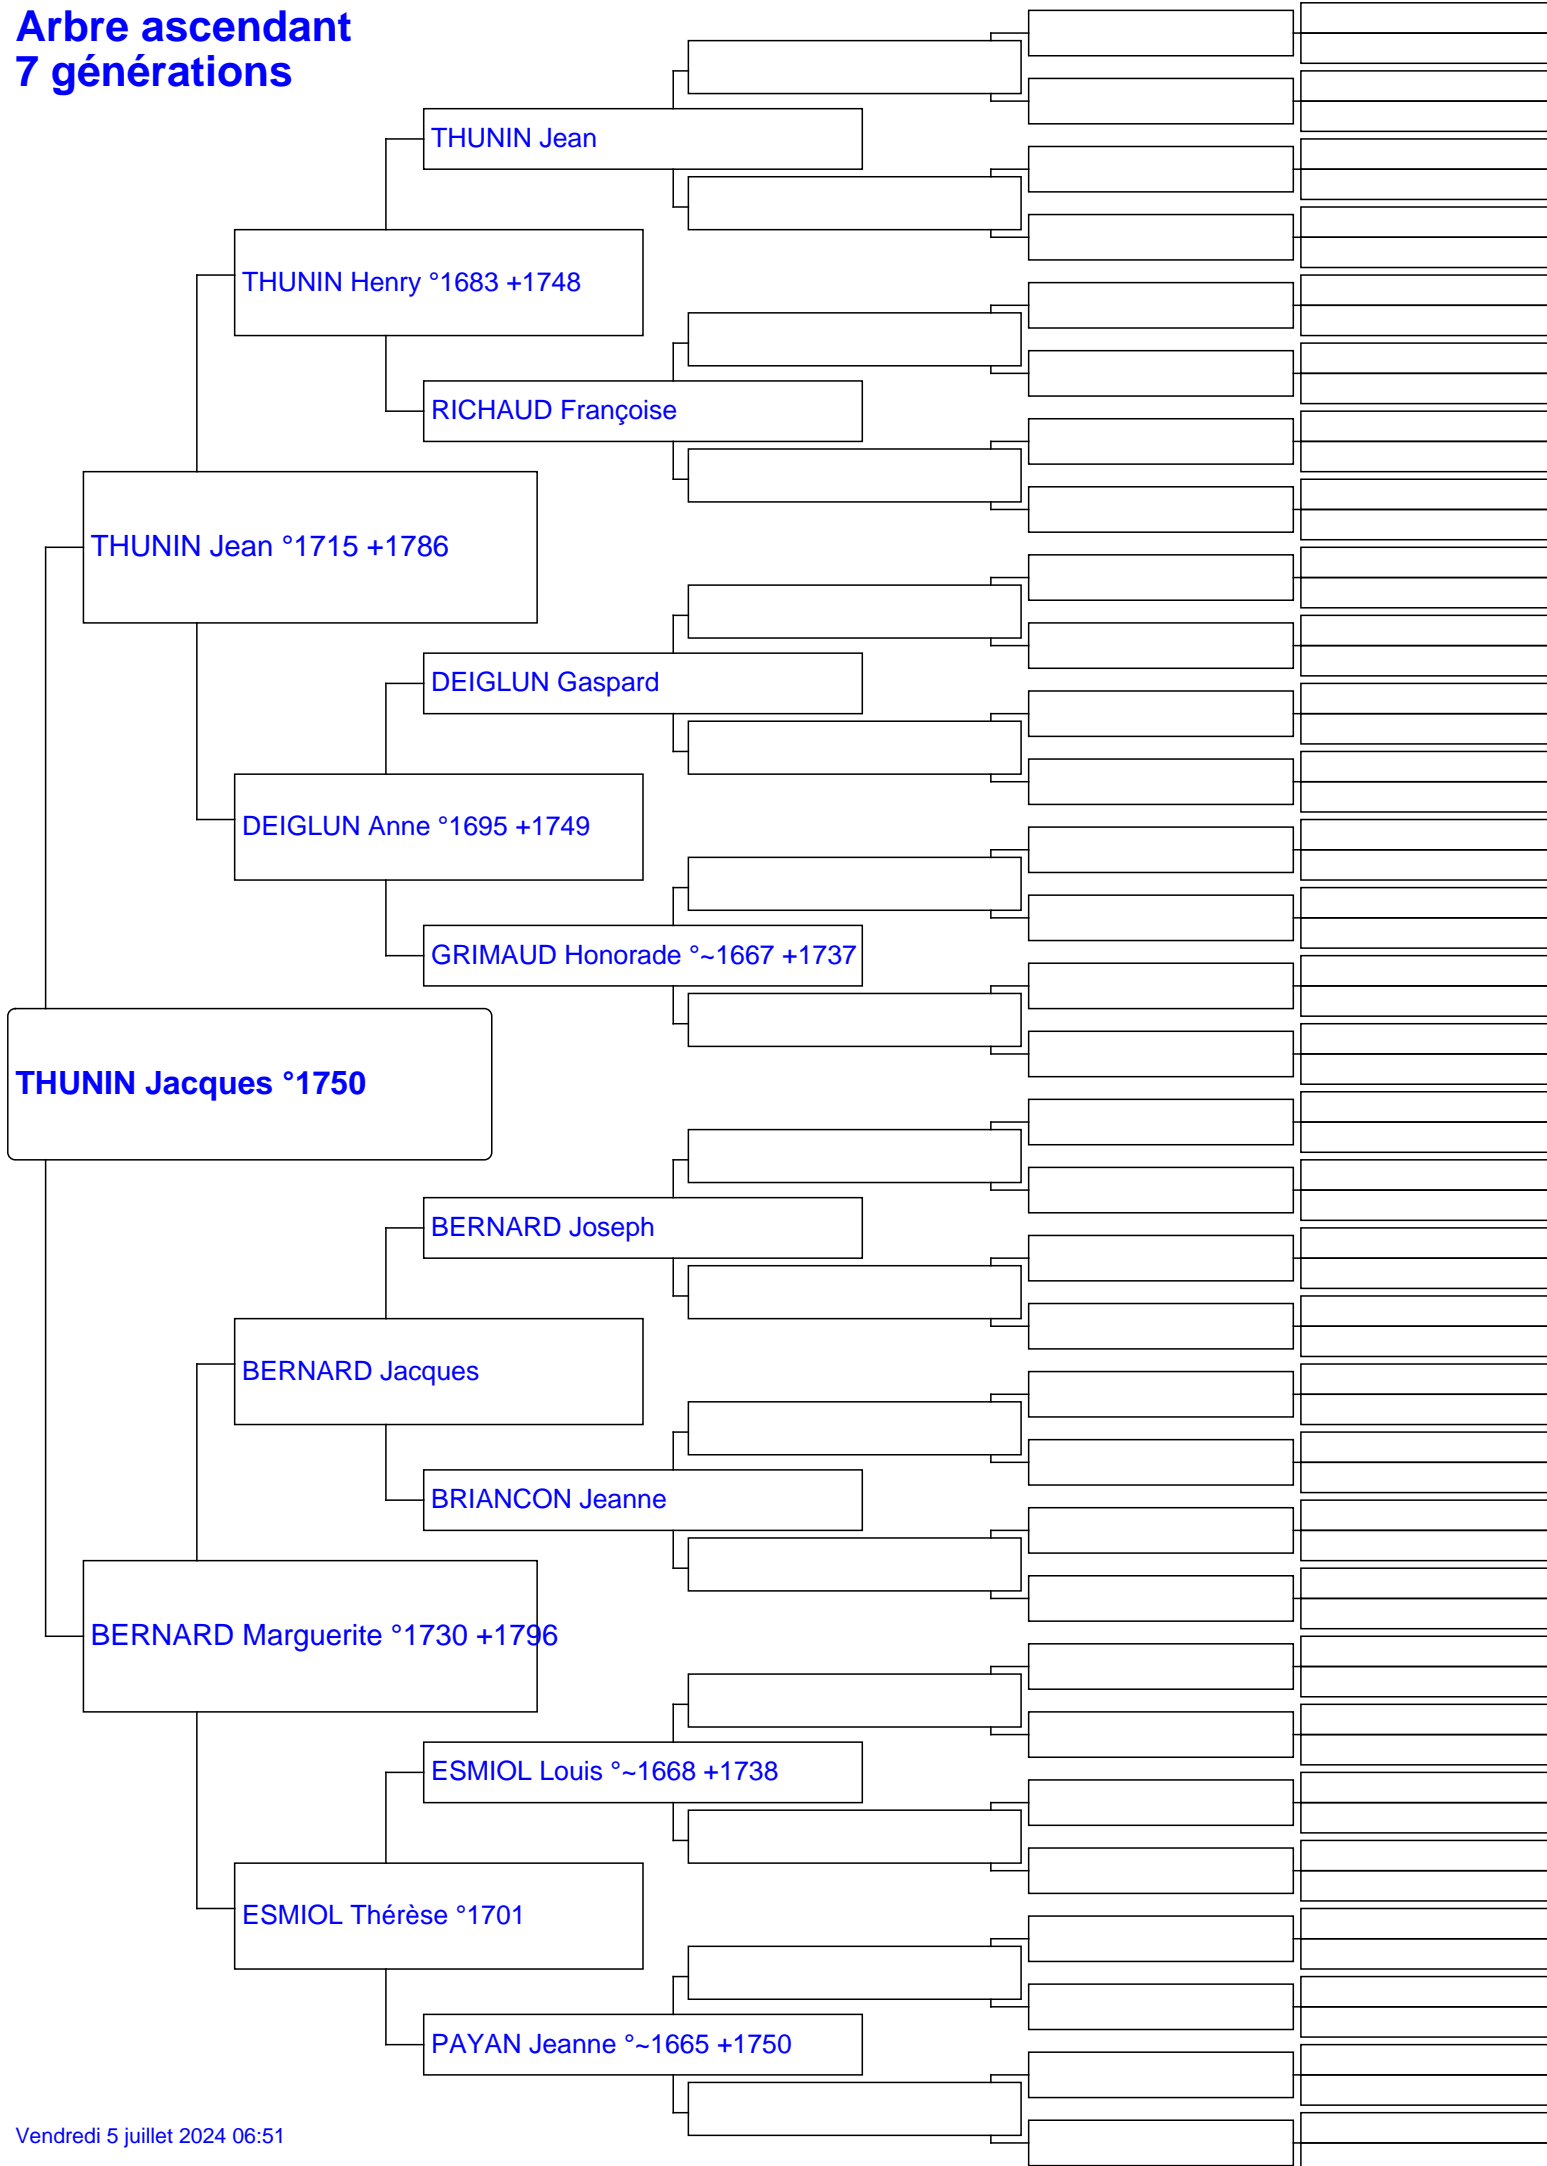 Arbre ascendant
7 générations
THUNIN Jean
THUNIN Henry °1683 +1748
RICHAUD Françoise
THUNIN Jean °1715 +1786
DEIGLUN Gaspard
DEIGLUN Anne °1695 +1749
GRIMAUD Honorade °~1667 +1737
THUNIN Jacques °1750
BERNARD Joseph
BERNARD Jacques
BRIANCON Jeanne
BERNARD Marguerite °1730 +1796
ESMIOL Louis °~1668 +1738
ESMIOL Thérèse °1701
PAYAN Jeanne °~1665 +1750
Vendredi 5 juillet 2024 06:51